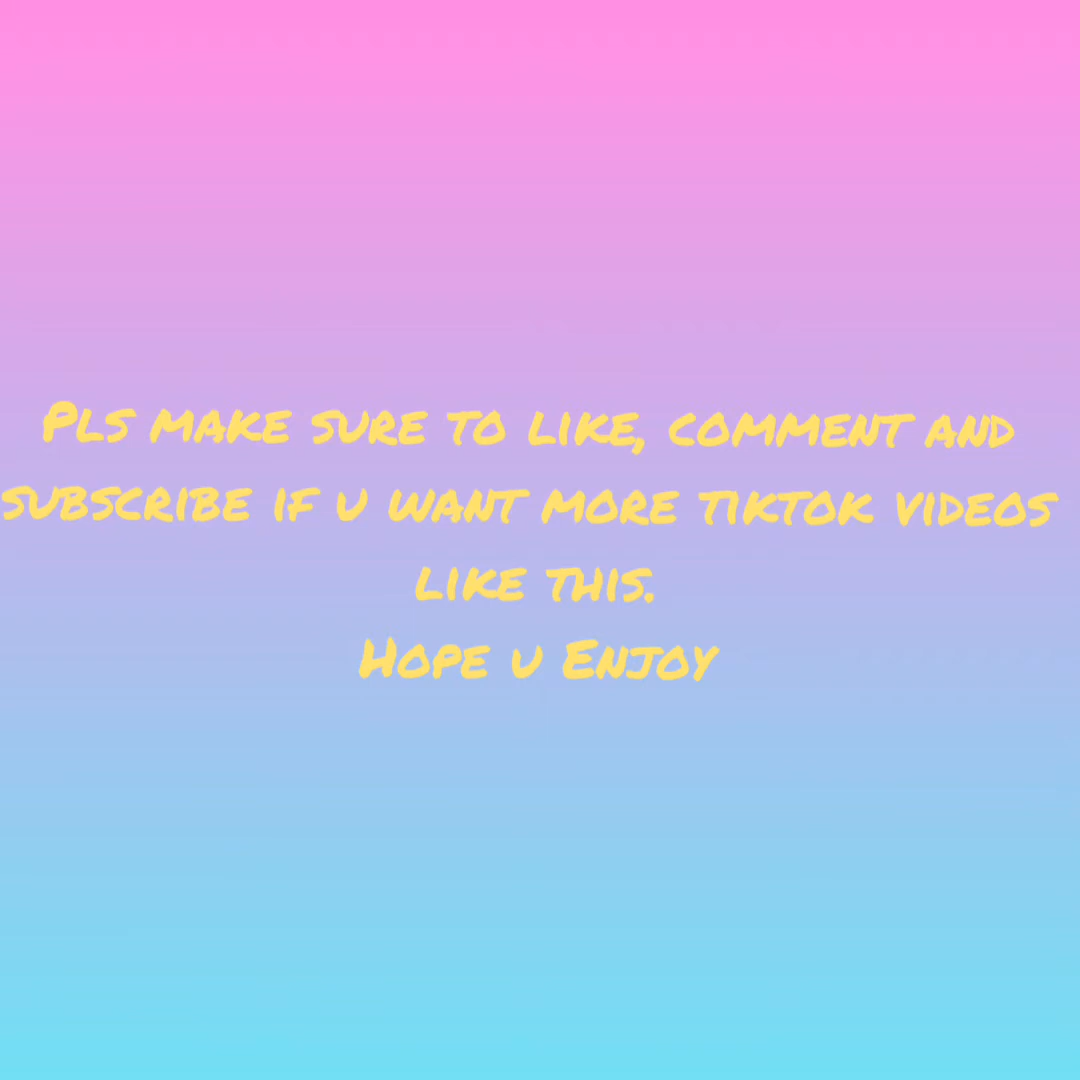 Pls make sure to like, comment and
subscribe if u want more tiktok videos
like this.
Hope u Enjoy